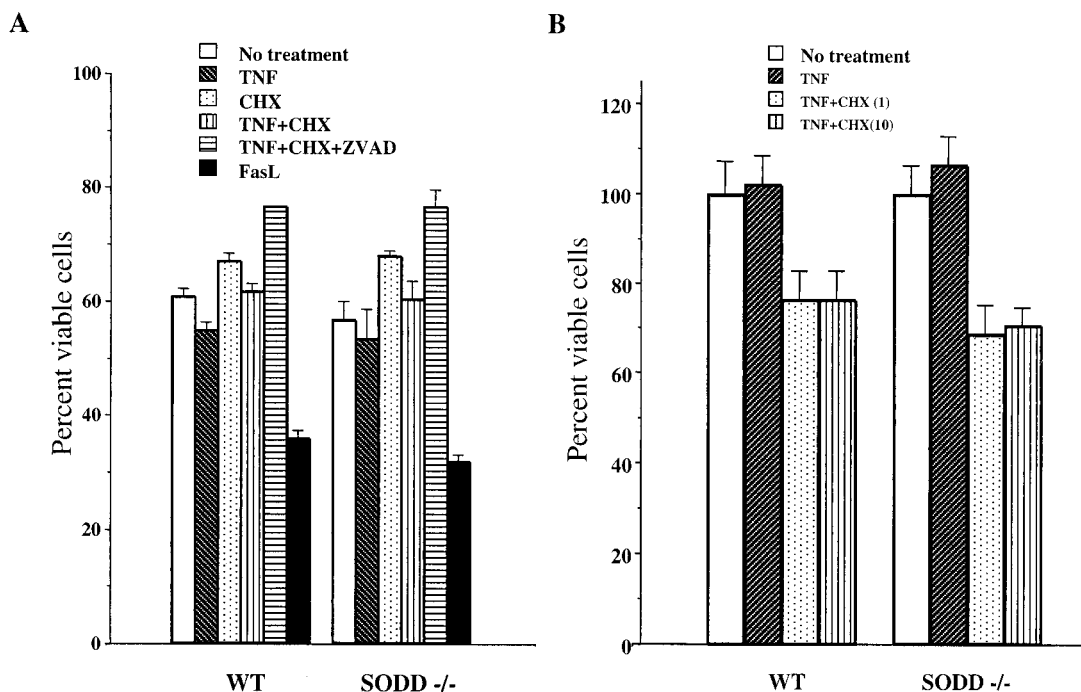 A
No treatment
TNF
CHX
TNF+CHX
TNF+CHX+ZVAD
FasL
Percent viable cells
100
80
60
40
20
0
WT
SODD -/-
B
No treatment
TNF
TNF+CHX (1)
TNF+CHX(10)
Percent viable cells
120
100
80
60
40
20
0
WT
SODD -/-